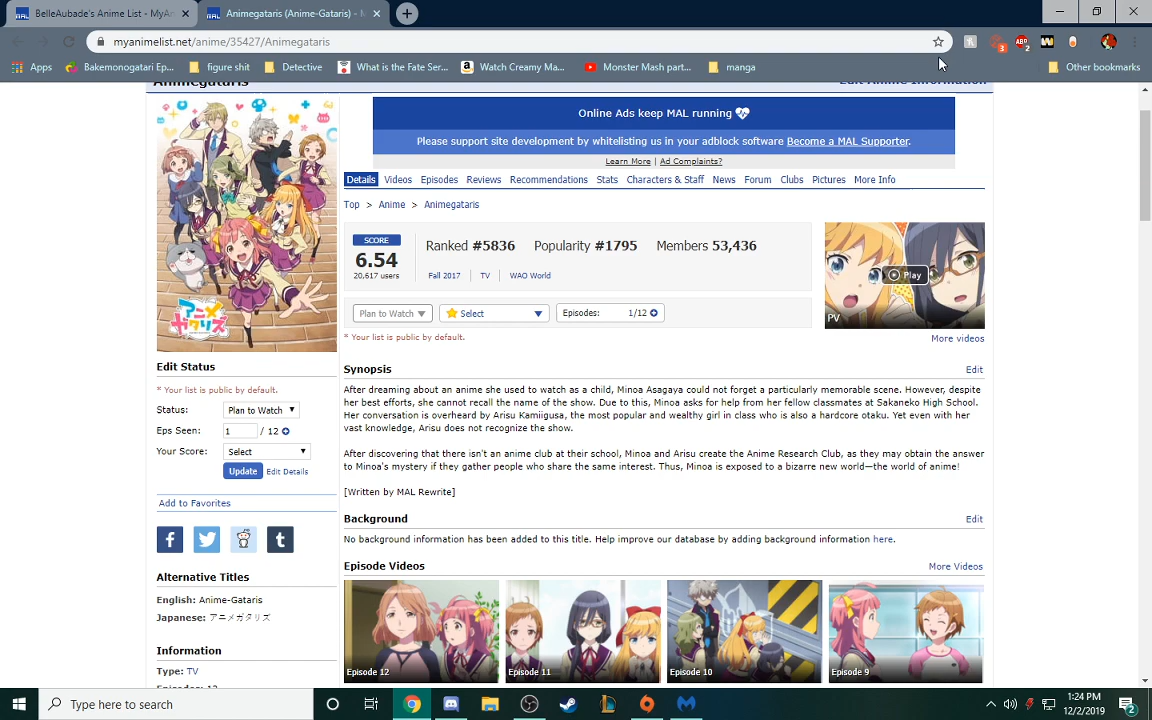 BelleAubade's Anime List - MyAn
Animegataris (Anime-Gataris) - M
myanimelist.net/anime/35427/Animegataris
Apps
Bakemonogatari Ep...
figure shit
Detective
What is the Fate Ser...
Watch Creamy Ma...
Monster Mash part...
manga
Other bookmarks
Animegataris
Edit Anime Information
Online Ads keep MAL running
Please support site development by whitelisting us in your adblock software Become a MAL Supporter.
Learn More | Ad Complaints?
Details Videos Episodes Reviews Recommendations Stats Characters & Staff News Forum Clubs Pictures More Info
Top > Anime > Animegataris
SCORE
6.54
20,617 users
Ranked #5836 Popularity #1795 Members 53,436
Fall 2017 | TV | WAO World
Plan to Watch
Select
Episodes: 1/12
* Your list is public by default.
Play
PV
More videos
アニメガタリズ
Edit Status
* Your list is public by default.
Status: Plan to Watch
Eps Seen: 1 / 12
Your Score: Select
Update Edit Details
Add to Favorites
Alternative Titles
English: Anime-Gataris
Japanese: アニメガタリズ
Information
Type: TV
Episodes: 12
Synopsis
Edit
After dreaming about an anime she used to watch as a child, Minoa Asagaya could not forget a particularly memorable scene. However, despite
her best efforts, she cannot recall the name of the show. Due to this, Minoa asks for help from her fellow classmates at Sakaneko High School.
Her conversation is overheard by Arisu Kamiigusa, the most popular and wealthy girl in class who is also a hardcore otaku. Yet even with her
vast knowledge, Arisu does not recognize the show.
After discovering that there isn't an anime club at their school, Minoa and Arisu create the Anime Research Club, as they may obtain the answer
to Minoa's mystery if they gather people who share the same interest. Thus, Minoa is exposed to a bizarre new world—the world of anime!
[Written by MAL Rewrite]
Background
Edit
No background information has been added to this title. Help improve our database by adding background information here.
Episode Videos
More Videos
Episode 12
Episode 11
Episode 10
Episode 9
Type here to search
1:24 PM
12/2/2019
2